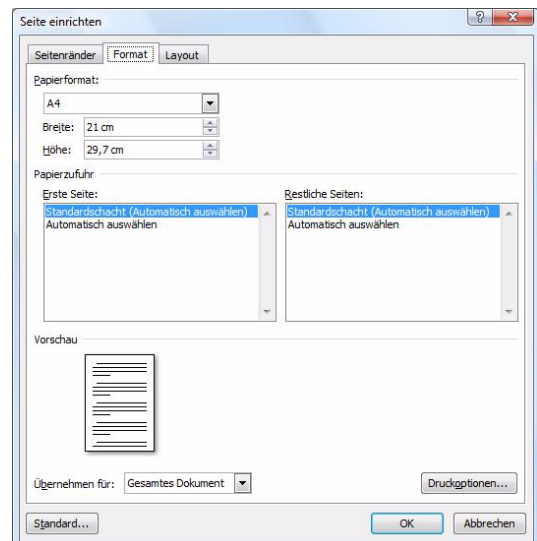 Seite einrichten
Seitenränder Format Layout
Papierformat:
A4
Breite: 21 cm
Höhe: 29,7 cm
Papierzufuhr
Erste Seite: Restliche Seiten:
Standardschacht (Automatisch auswählen) Standardschacht (Automatisch auswählen)
Automatisch auswählen Automatisch auswählen
Vorschau
Übernehmen für: Gesamtes Dokument Druckoptionen...
Standard... OK Abbrechen